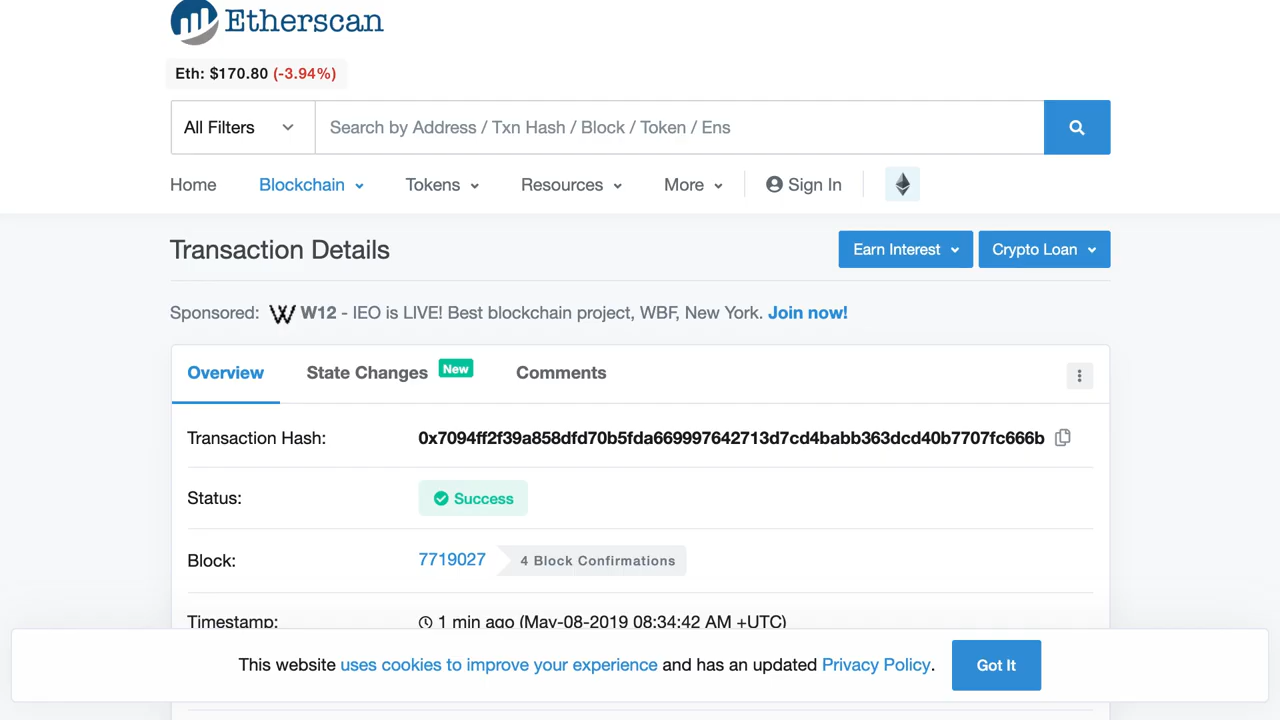 Etherscan
Eth: $170.80 (-3.94%)
All Filters Search by Address / Txn Hash / Block / Token / Ens
Home Blockchain Tokens Resources More Sign In
Transaction Details Earn Interest Crypto Loan
Sponsored: W12 - IEO is LIVE! Best blockchain project, WBF, New York. Join now!
Overview State Changes New Comments
Transaction Hash: 0x7094ff2f39a858dfd70b5fda669997642713d7cd4babb363dcd40b7707fc666b
Status: Success
Block: 7719027 4 Block Confirmations
Timestamp: 1 min ago (May-08-2019 08:34:42 AM +UTC)
This website uses cookies to improve your experience and has an updated Privacy Policy. Got It